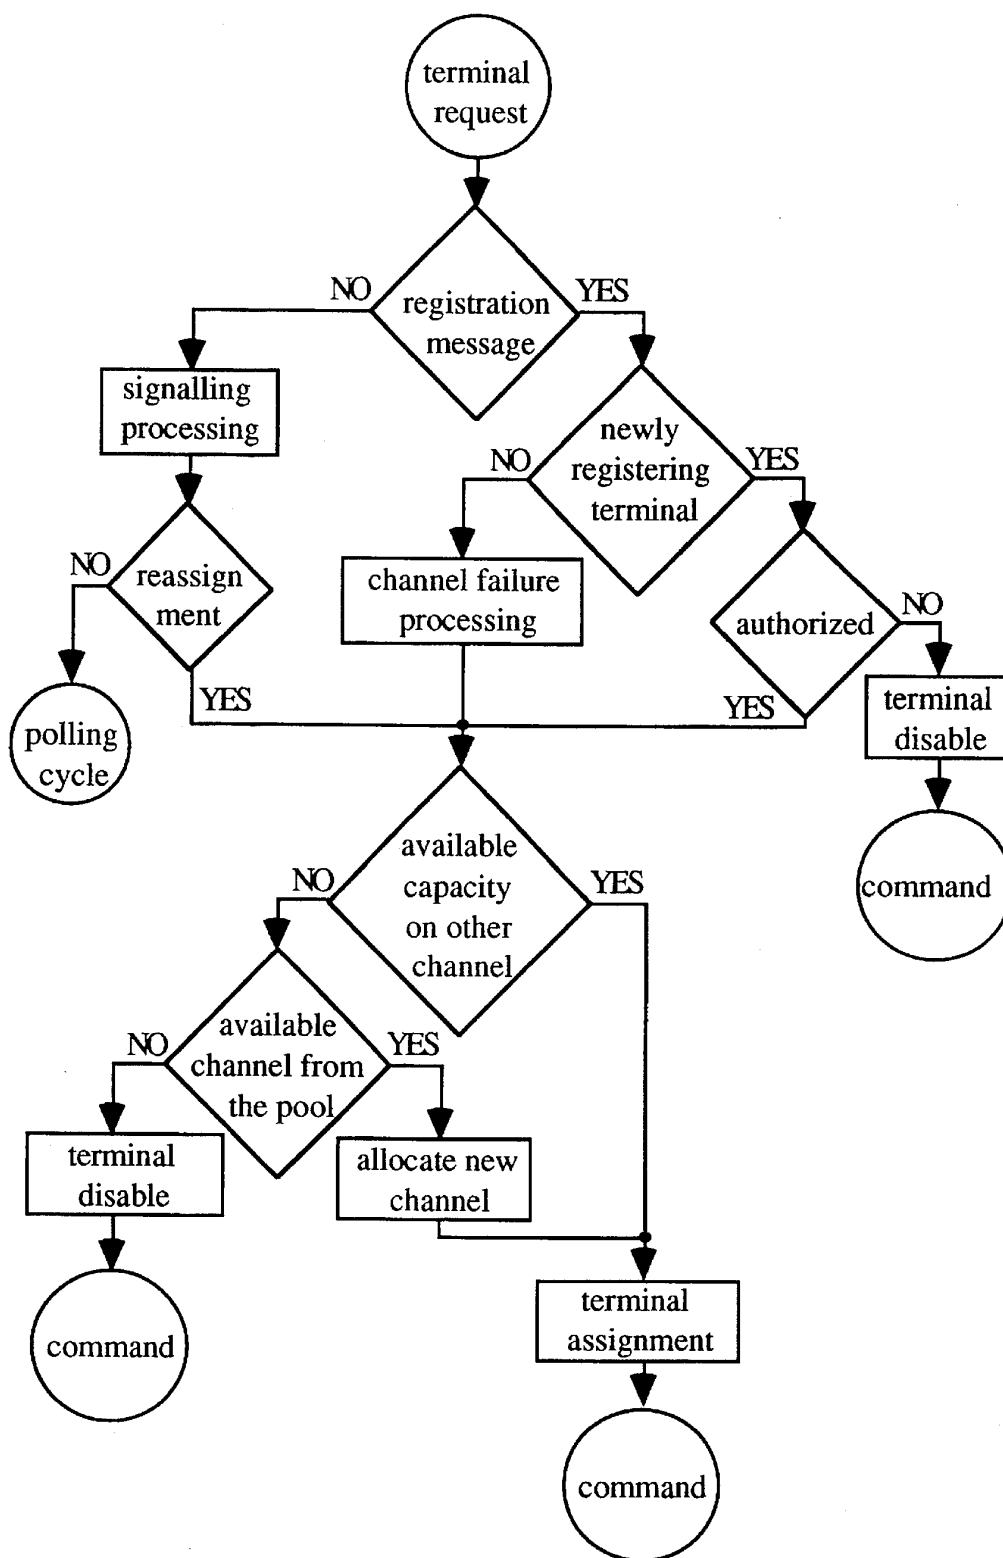 terminal
request
NO
YES
registration
message
signalling
processing
newly
registering
terminal
NO
YES
NO
reassign
ment
channel failure
processing
authorized
NO
YES
YES
terminal
disable
polling
cycle
available
capacity
on other
channel
NO
YES
command
available
channel from
the pool
NO
YES
terminal
disable
allocate new
channel
terminal
assignment
command
command